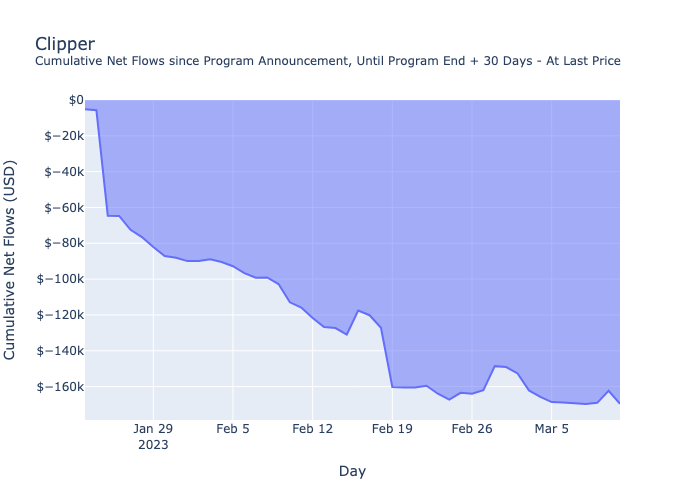 Clipper
Cumulative Net Flows since Program Announcement, Until Program End + 30 Days - At Last Price
Cumulative Net Flows (USD)
$0
$−20k
$−40k
$−60k
$−80k
$−100k
$−120k
$−140k
$−160k
Jan 29
2023
Feb 5
Feb 12
Feb 19
Feb 26
Mar 5
Day